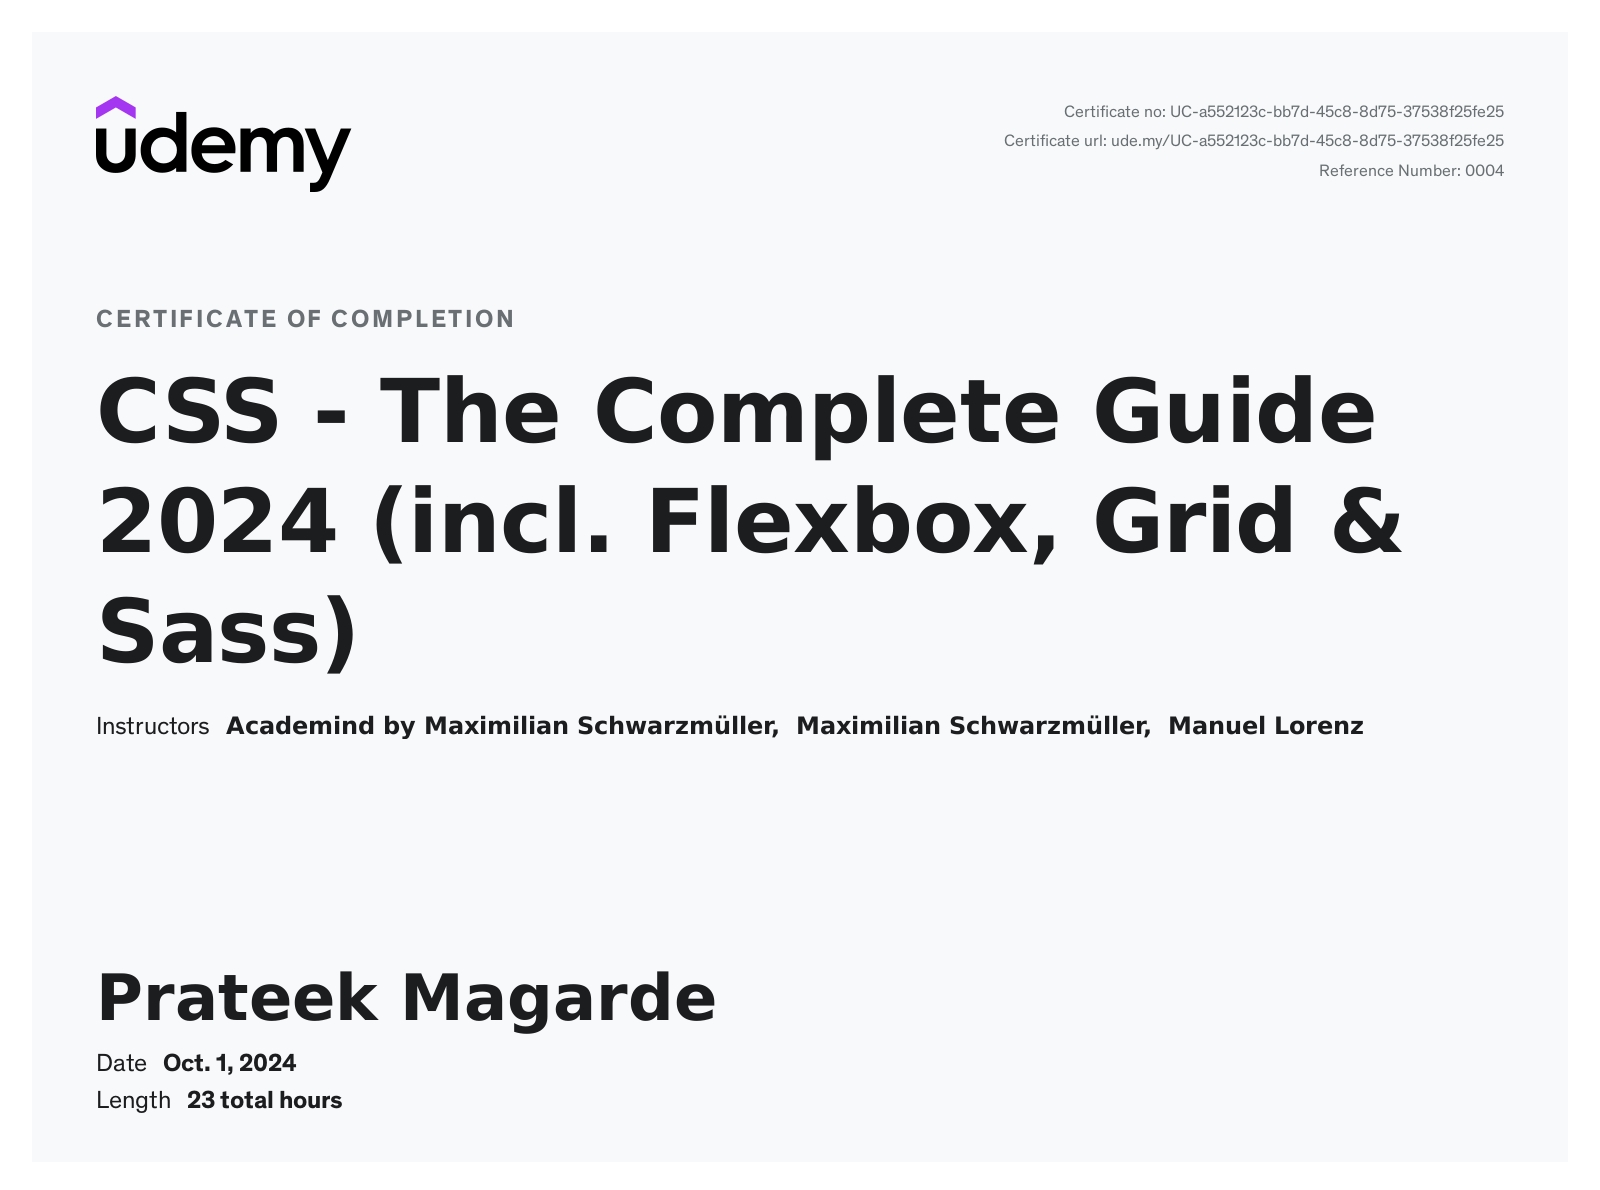 udemy
Certificate no: UC-a552123c-bb7d-45c8-8d75-37538f25fe25
Certificate url: ude.my/UC-a552123c-bb7d-45c8-8d75-37538f25fe25
Reference Number: 0004
CERTIFICATE OF COMPLETION
CSS - The Complete Guide
2024 (incl. Flexbox, Grid &
Sass)
Instructors Academind by Maximilian Schwarzmüller, Maximilian Schwarzmüller, Manuel Lorenz
Prateek Magarde
Date Oct. 1, 2024
Length 23 total hours